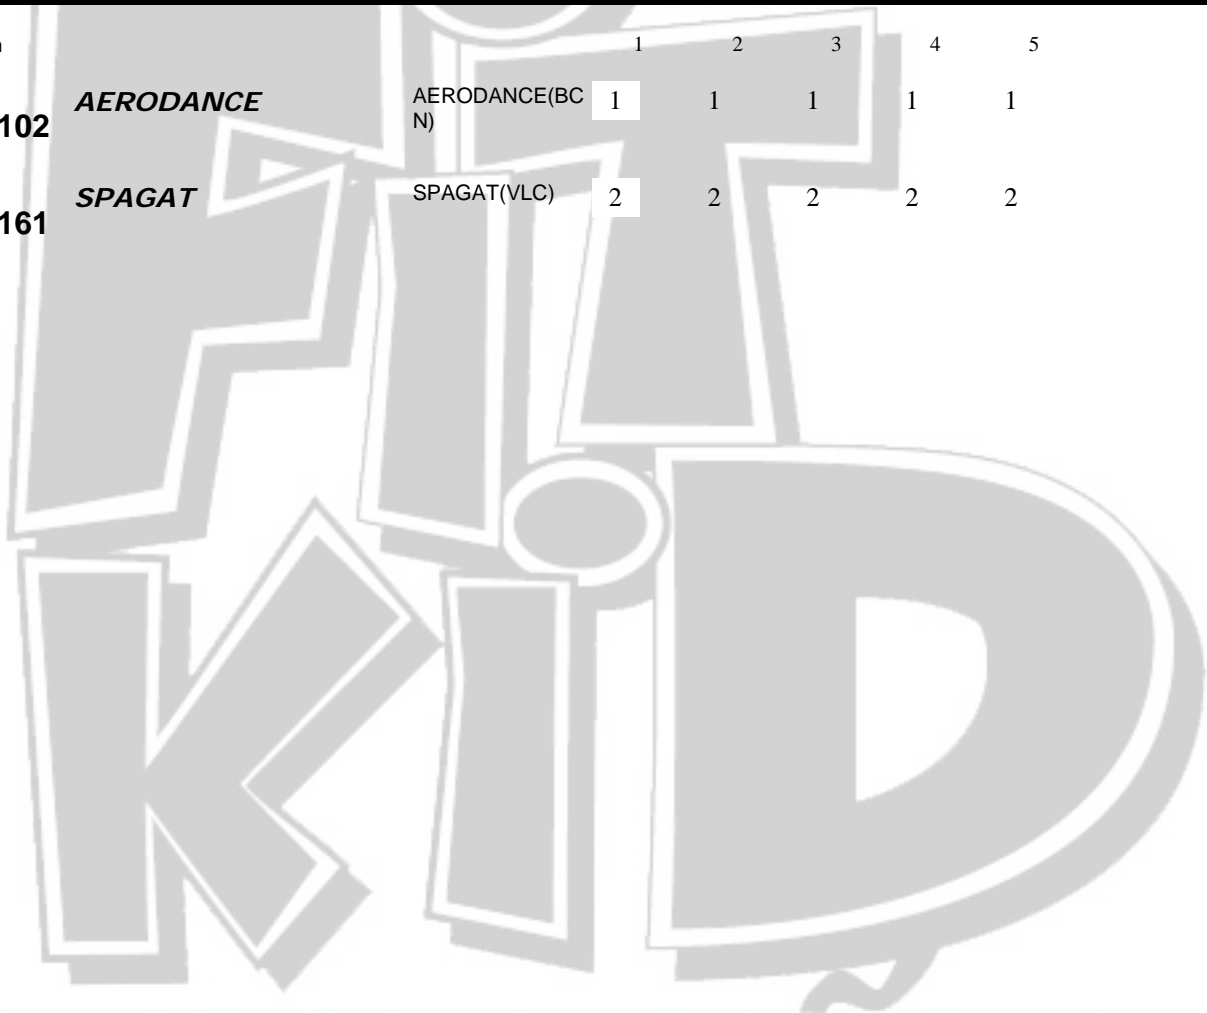 1 2 3 4 5
102 AERODANCE AERODANCE(BC
N) 1 1 1 1 1
161 SPAGAT SPAGAT(VLC) 2 2 2 2 2
FiT
KiD